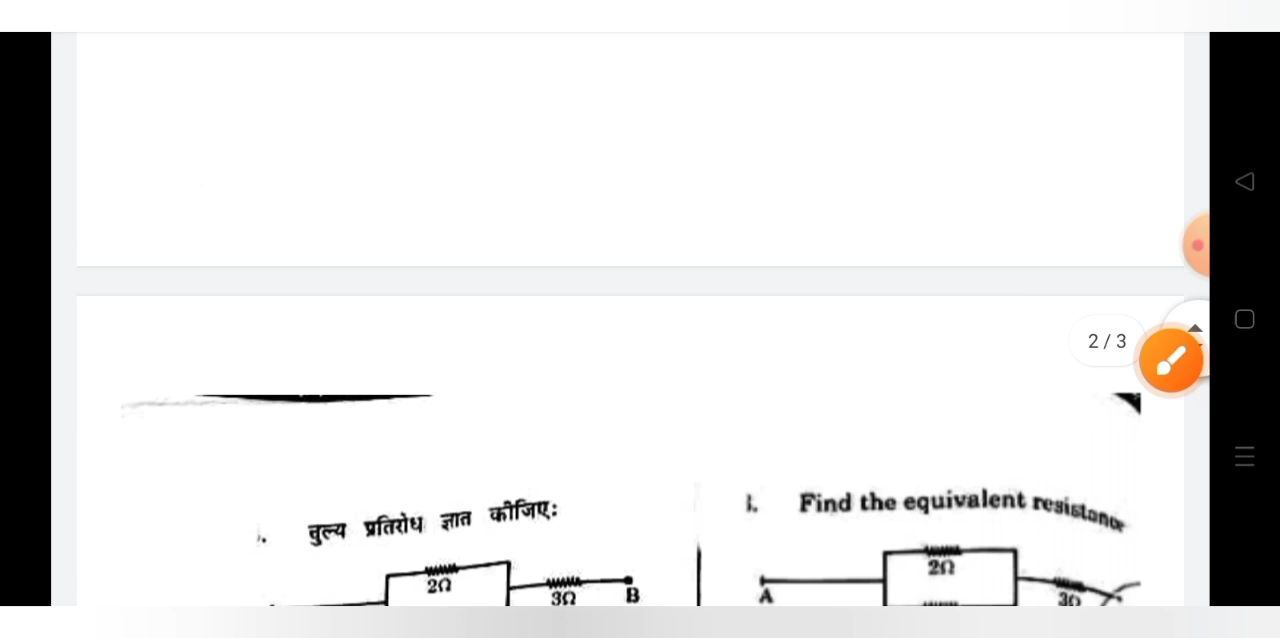 2 / 3
तुल्य प्रतिरोध ज्ञात कीजिए:
2Ω
3Ω
B
Find the equivalent resistance
2Ω
A
3Ω